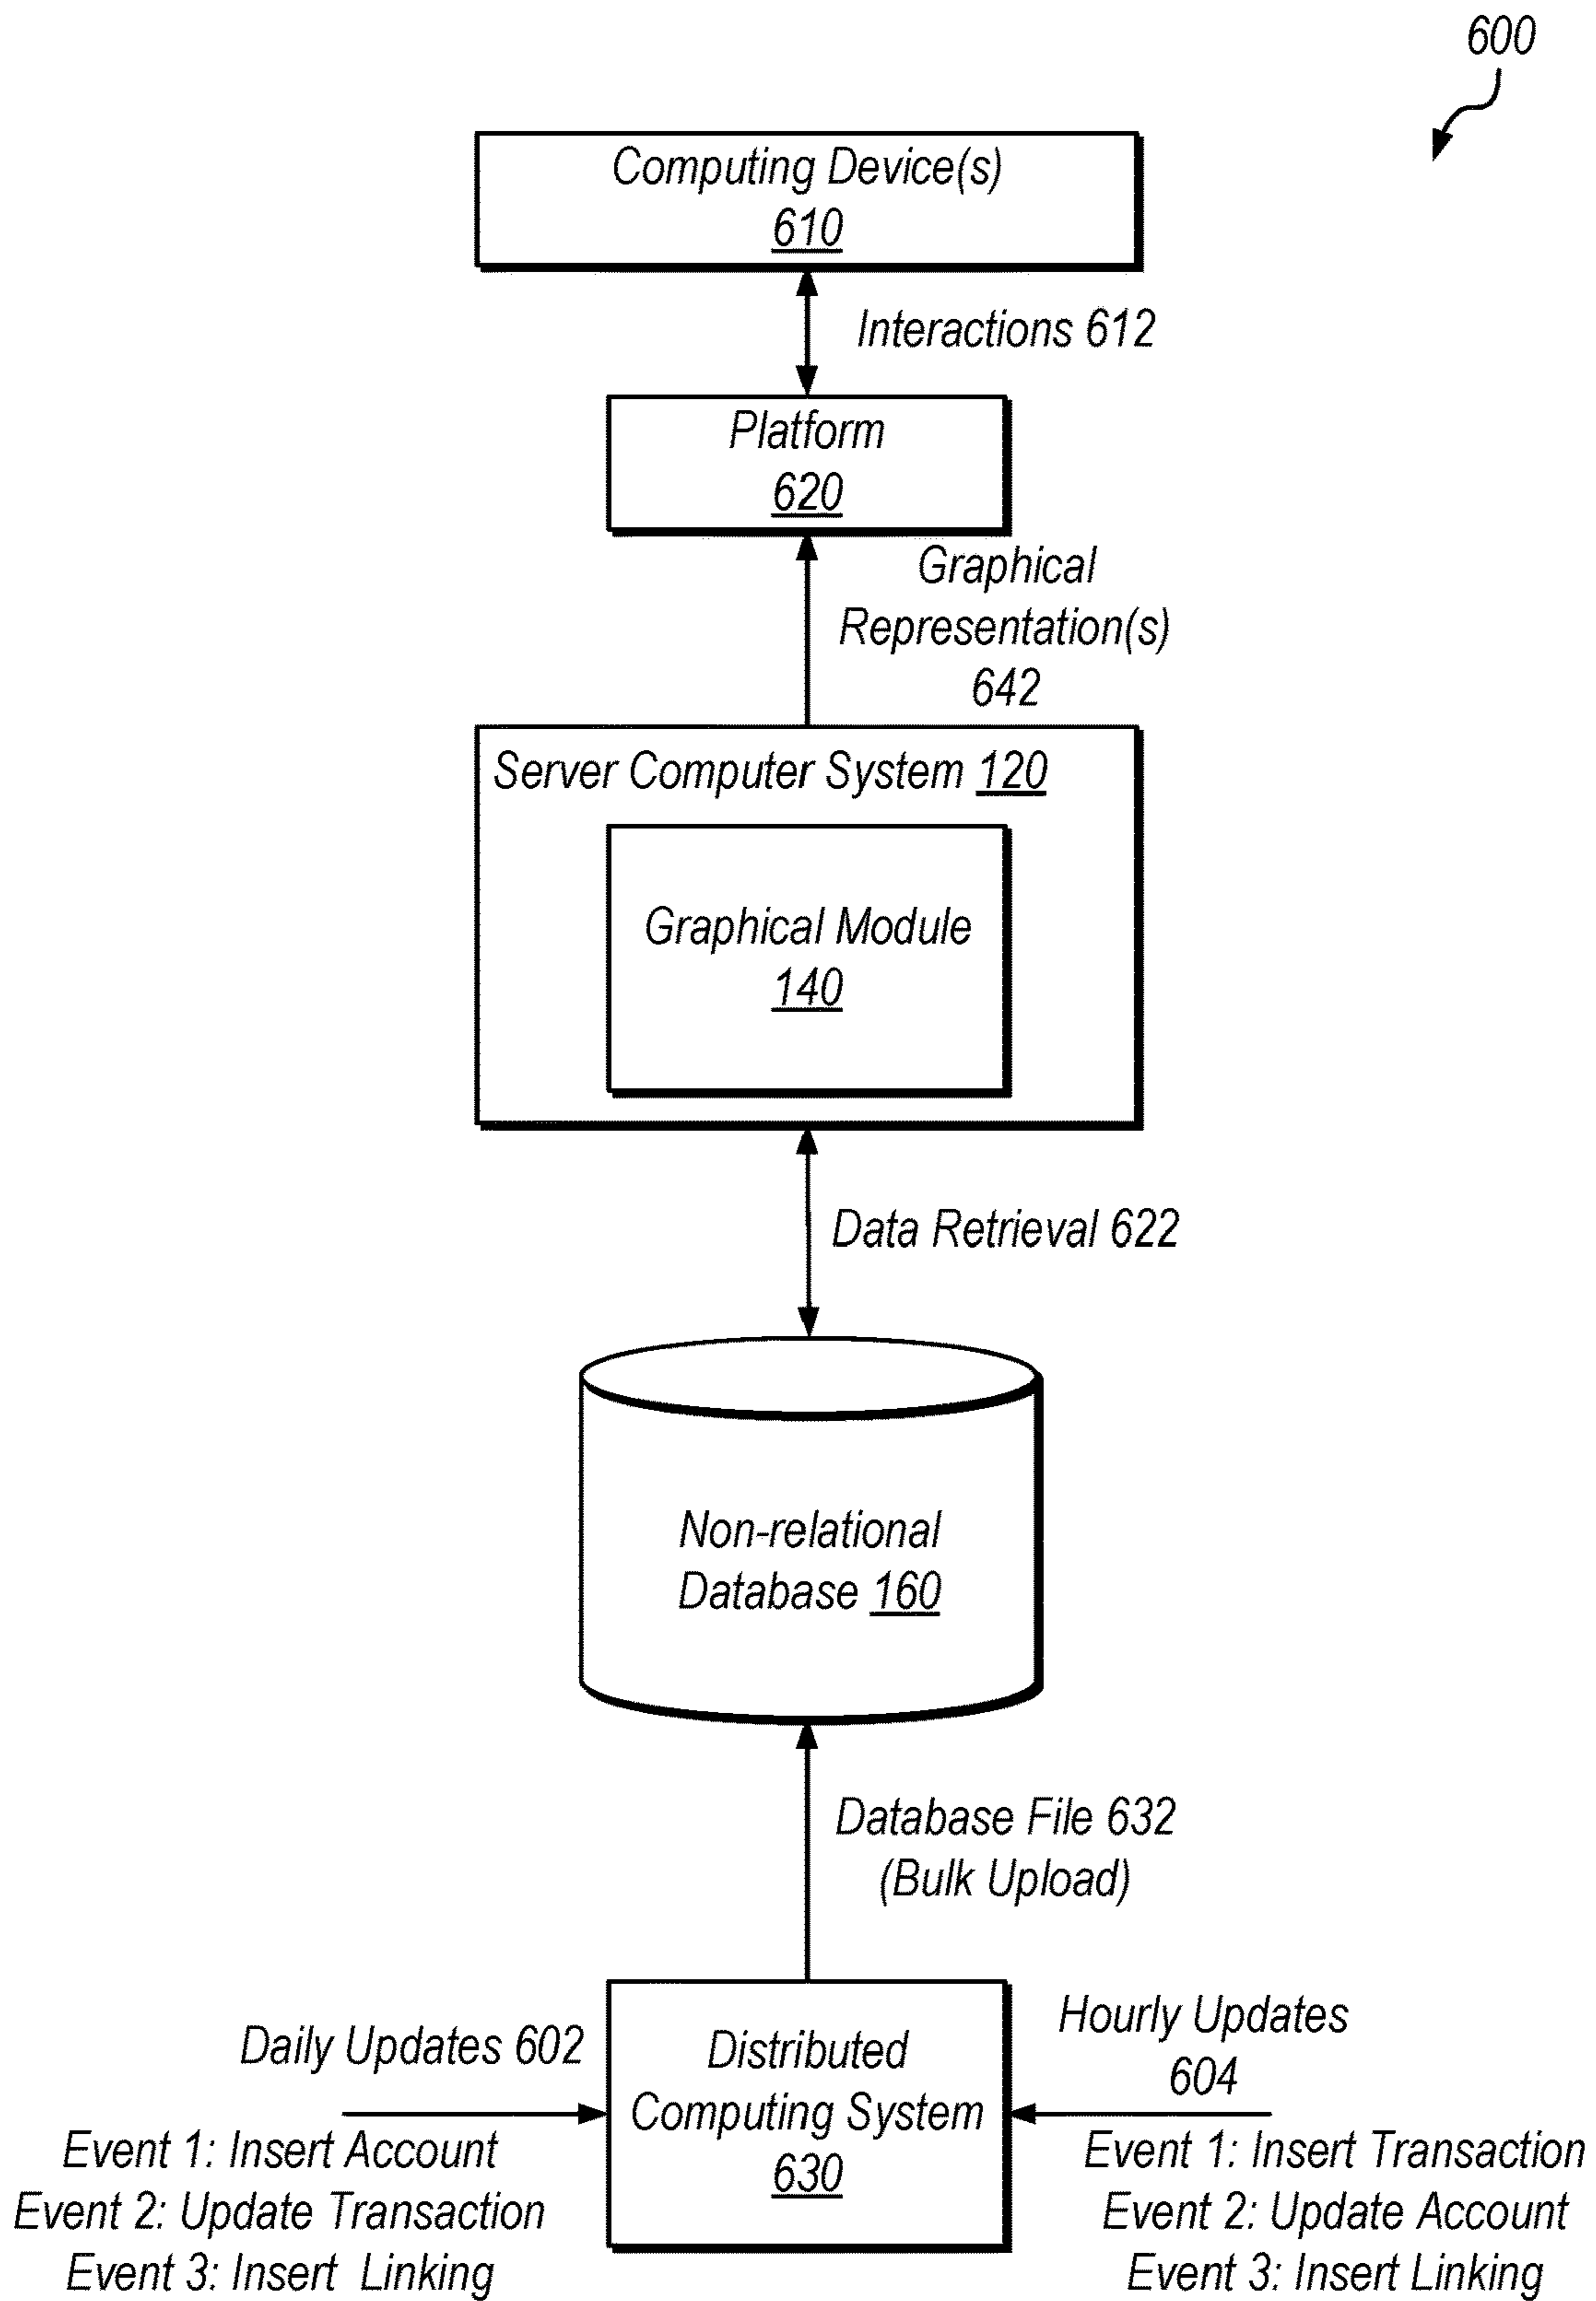 600
Computing Device(s)
610
Interactions 612
Platform
620
Graphical
Representation(s)
642
Server Computer System 120
Graphical Module
140
Data Retrieval 622
Non-relational
Database 160
Database File 632
(Bulk Upload)
Daily Updates 602
Event 1: Insert Account
Event 2: Update Transaction
Event 3: Insert Linking
Distributed
Computing System
630
Hourly Updates
604
Event 1: Insert Transaction
Event 2: Update Account
Event 3: Insert Linking